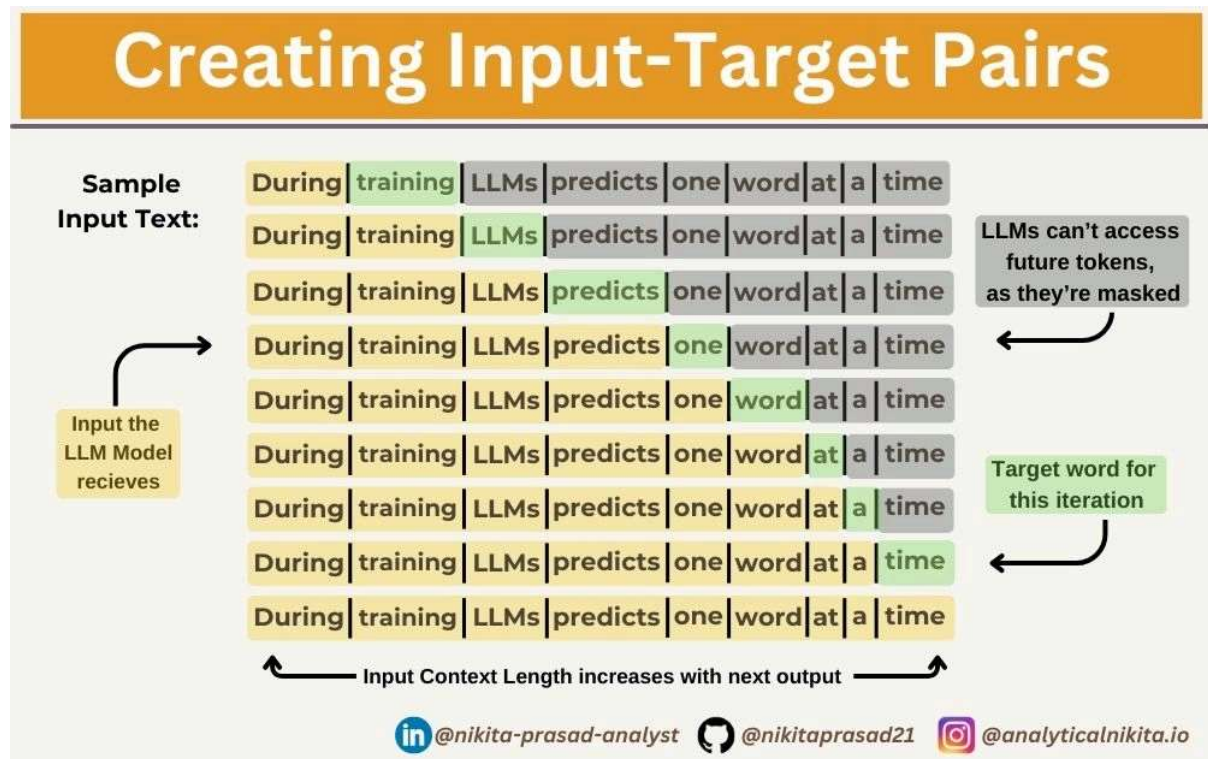 Creating Input-Target Pairs
Sample
Input Text:
During training LLMs predicts one word at a time
During training LLMs predicts one word at a time
During training LLMs predicts one word at a time
During training LLMs predicts one word at a time
During training LLMs predicts one word at a time
During training LLMs predicts one word at a time
During training LLMs predicts one word at a time
During training LLMs predicts one word at a time
During training LLMs predicts one word at a time
LLMs can't access
future tokens,
as they're masked
Input the
LLM Model
recieves
Target word for
this iteration
Input Context Length increases with next output
in @nikita-prasad-analyst @nikitaprasad21 @analyticalnikita.io